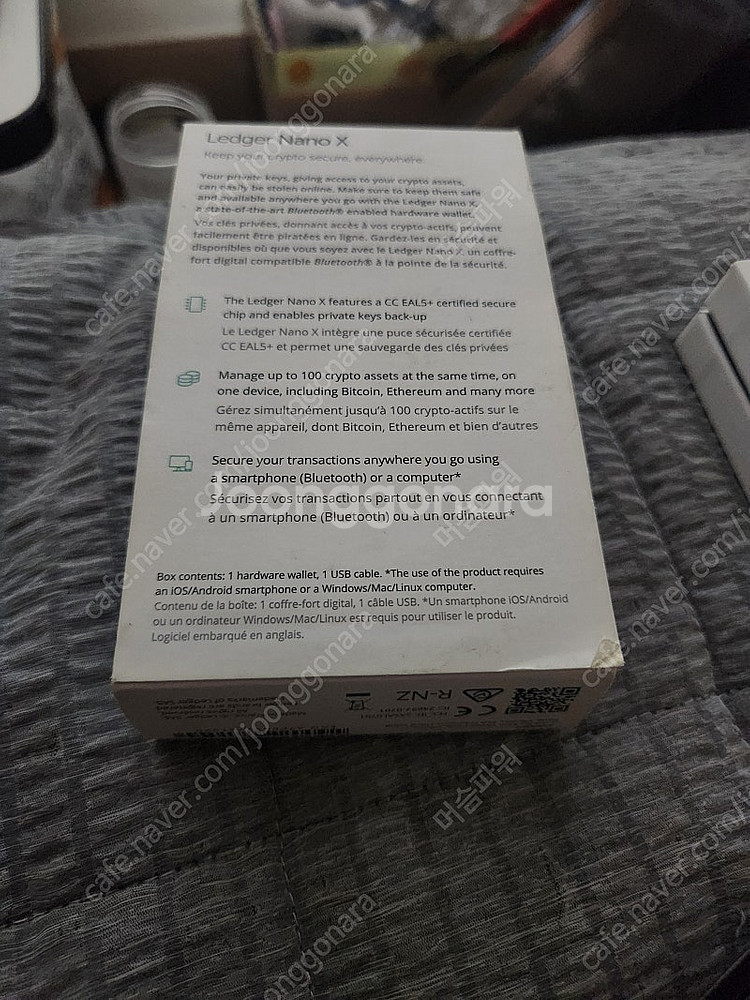 Ledger Nano X
Keep your crypto secure, everywhere.
Your private keys, giving access to your crypto assets,
can easily be stolen online. Make sure to keep them safe
and available anywhere you go with the Ledger Nano X,
a state-of-the-art Bluetooth® enabled hardware wallet.
Vos clés privées, donnant accès à vos crypto-actifs, peuvent
facilement être piratées en ligne. Gardez-les en sécurité et
disponibles où que vous soyez avec le Ledger Nano X, un coffre-
fort digital compatible Bluetooth® à la pointe de la sécurité.
The Ledger Nano X features a CC EAL5+ certified secure
chip and enables private keys back-up
Le Ledger Nano X intègre une puce sécurisée certifiée
CC EAL5+ et permet une sauvegarde des clés privées
Manage up to 100 crypto assets at the same time, on
one device, including Bitcoin, Ethereum and many more
Gérez simultanément jusqu'à 100 crypto-actifs sur le
même appareil, dont Bitcoin, Ethereum et bien d'autres
Secure your transactions anywhere you go using
a smartphone (Bluetooth) or a computer*
Sécurisez vos transactions partout en vous connectant
à un smartphone (Bluetooth) ou à un ordinateur*
Box contents: 1 hardware wallet, 1 USB cable. *The use of the product requires
an iOS/Android smartphone or a Windows/Mac/Linux computer.
Contenu de la boîte: 1 coffre-fort digital, 1 câble USB. *Un smartphone iOS/Android
ou un ordinateur Windows/Mac/Linux est requis pour utiliser le produit.
Logiciel embarqué en anglais.
R-NZ
CE
Joonggonara
cafe.naver.com/joonggonara
머슴파워